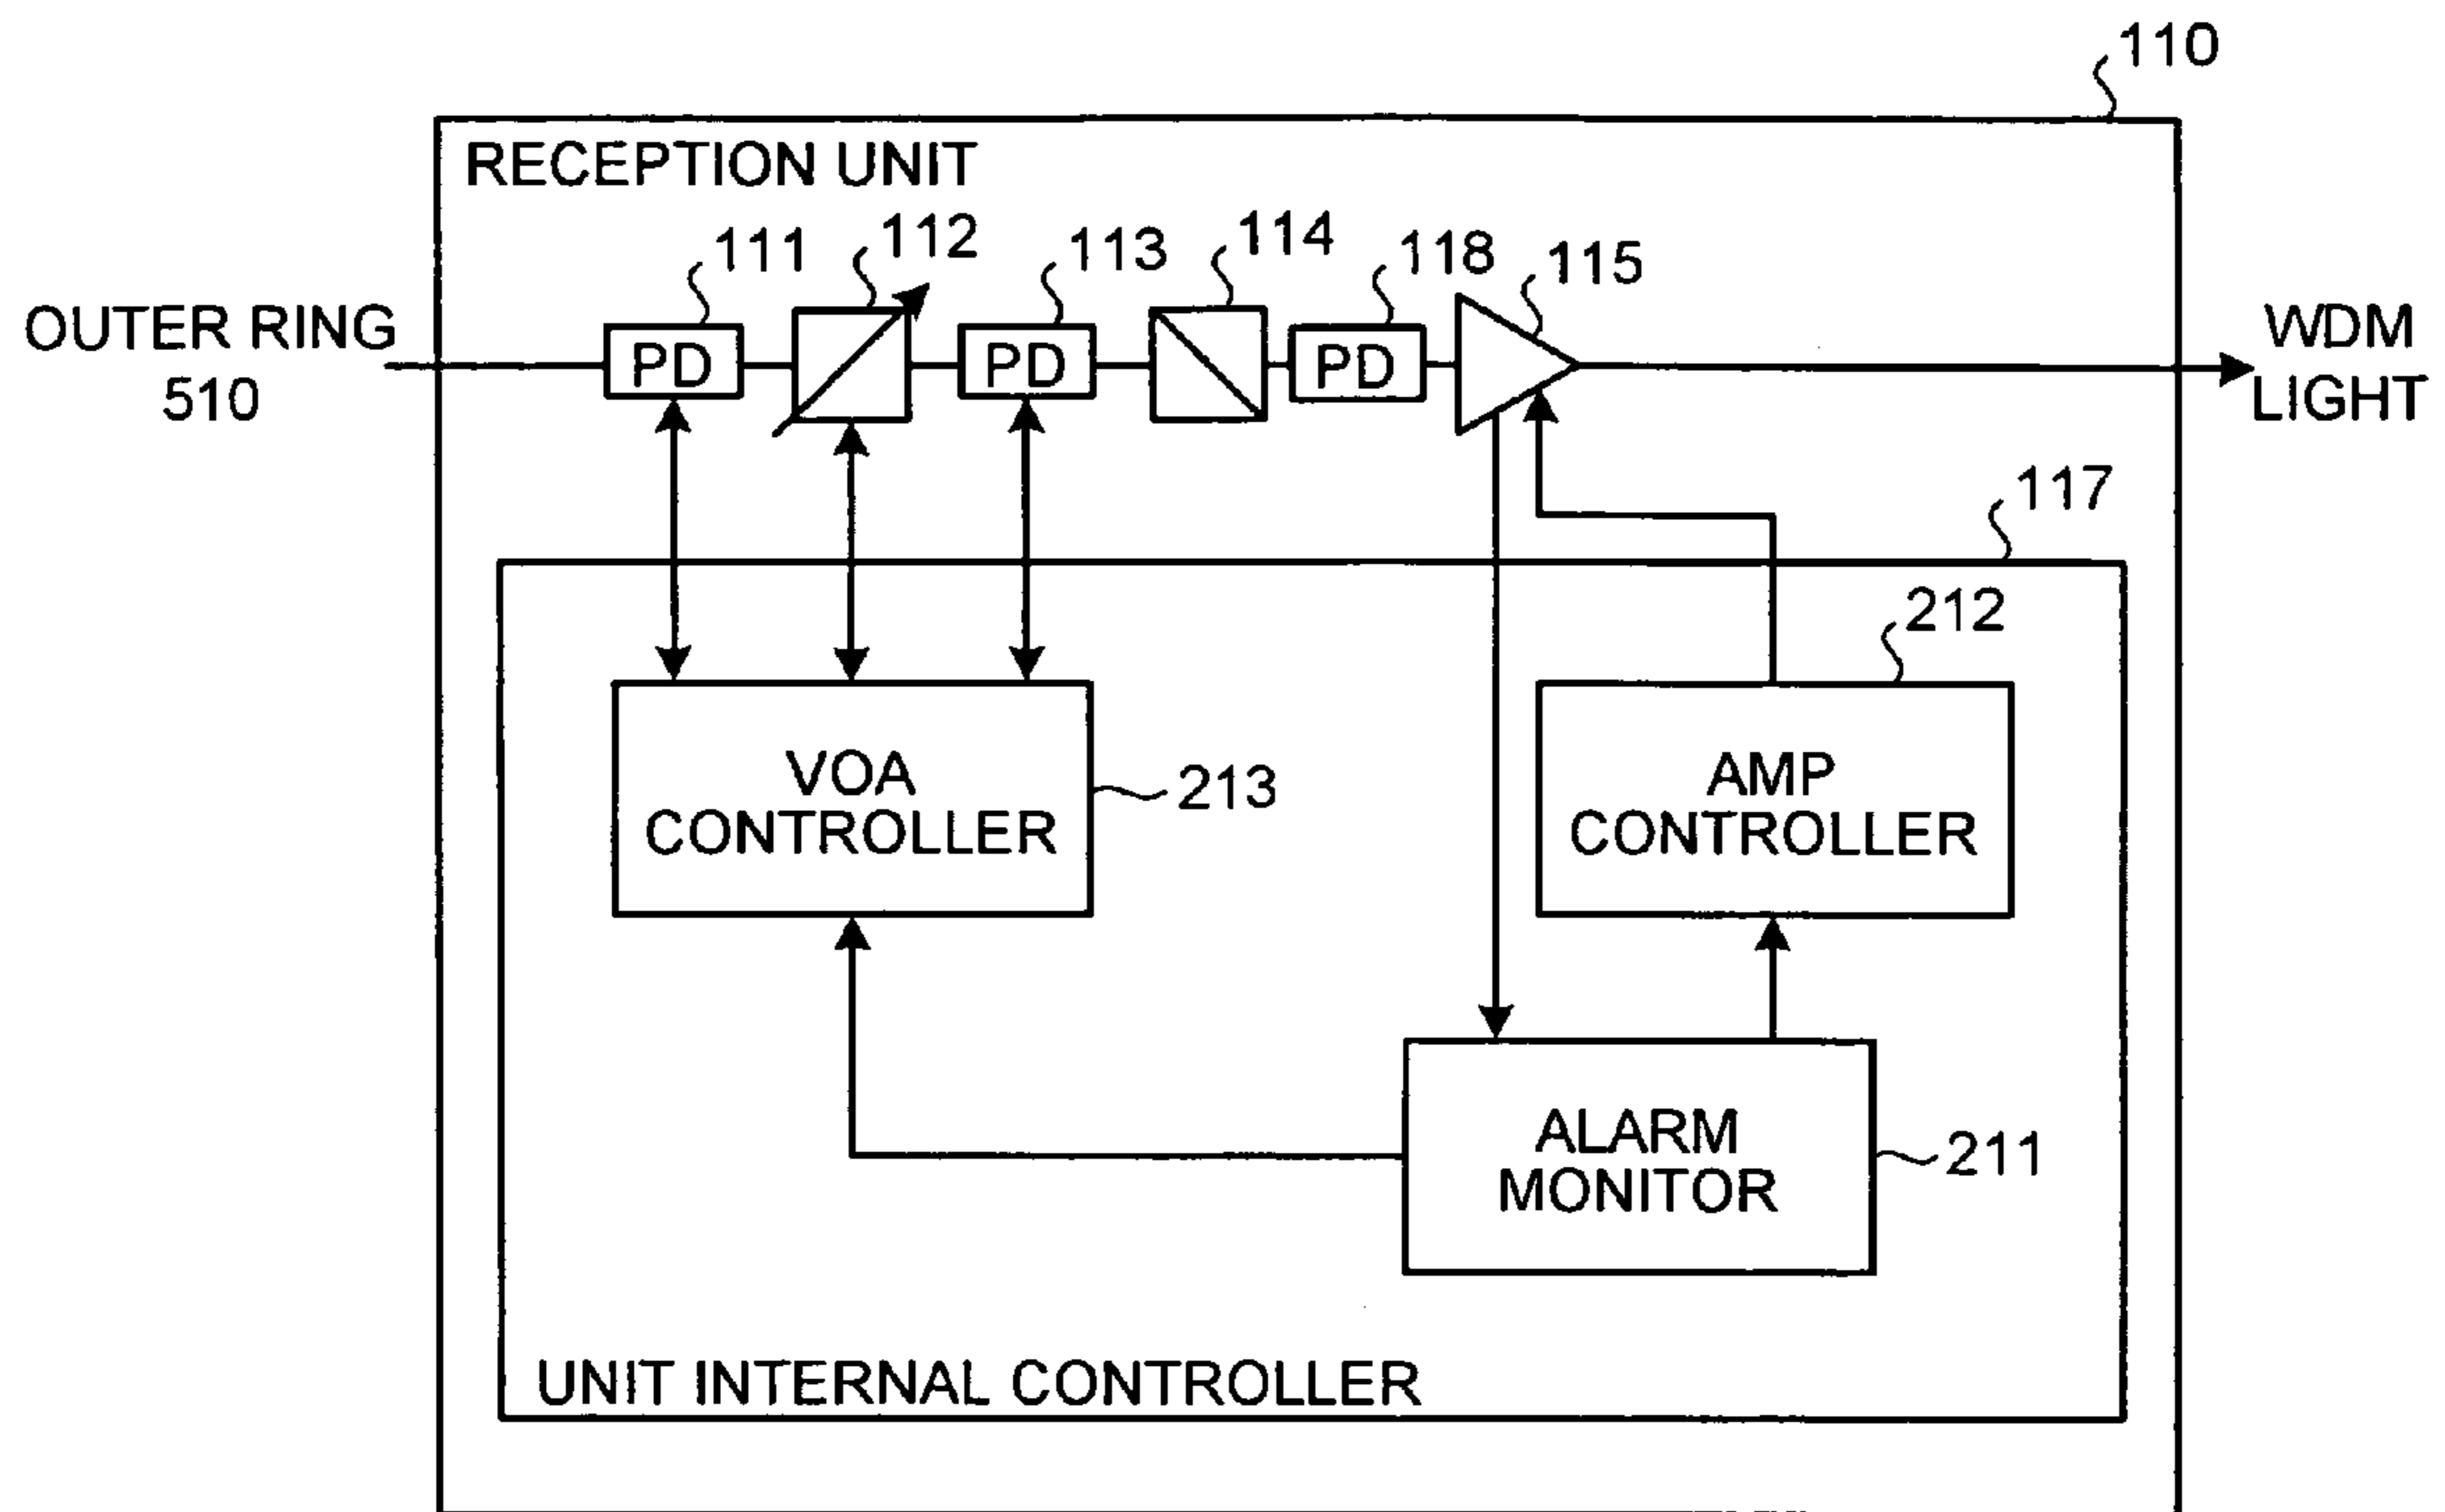 110
RECEPTION UNIT
111
112
113
114
118
115
OUTER RING
510
PD
PD
PD
WDM
LIGHT
117
212
VOA
CONTROLLER
213
AMP
CONTROLLER
ALARM
MONITOR
211
UNIT INTERNAL CONTROLLER